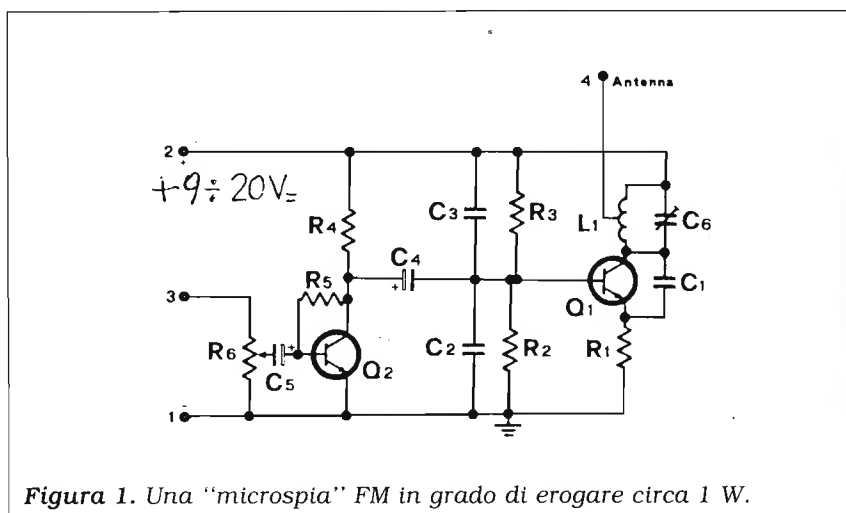 4 Antenna
2 +
+9÷20V=
R4
C3
R3
L1
C6
C4
+
R5
Q1
C1
3
R6
+
C5
Q2
C2
R2
R1
1 -
Figura 1. Una “microspia” FM in grado di erogare circa 1 W.